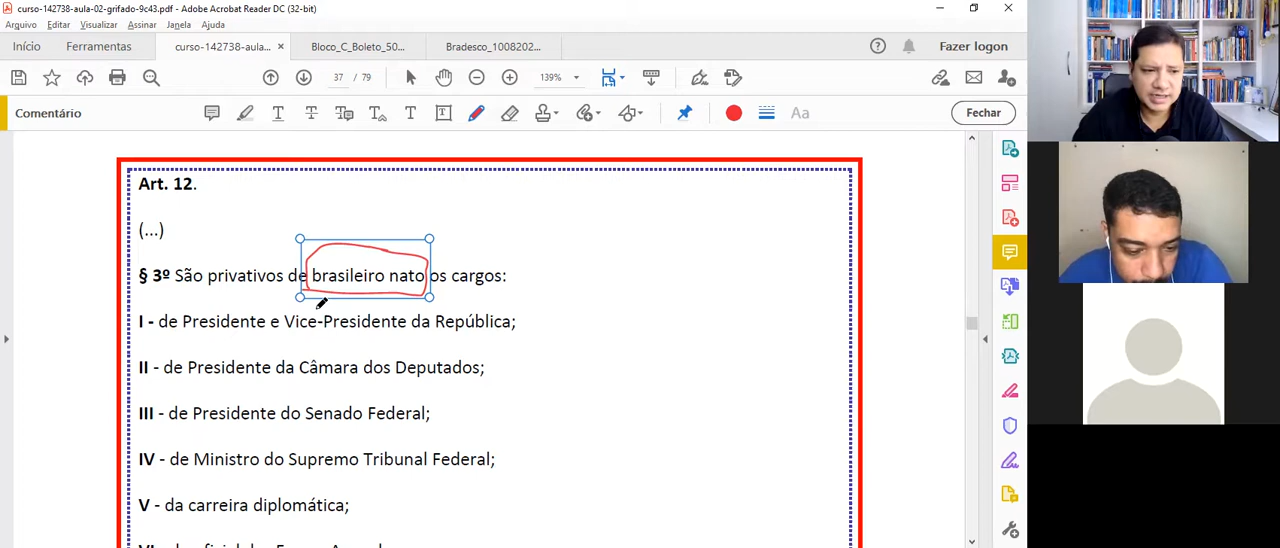 curso-142738-aula-02-grifado-9c43.pdf - Adobe Acrobat Reader DC (32-bit)
Arquivo Editar Visualizar Assinar Janela Ajuda
Início Ferramentas curso-142738-aula... × Bloco_C_Boleto_50... Bradesco_1008202... Fazer logon
37 / 79 139%
Comentário Aa Fechar
Art. 12.
(...)
§ 3º São privativos de brasileiro nato os cargos:
I - de Presidente e Vice-Presidente da República;
II - de Presidente da Câmara dos Deputados;
III - de Presidente do Senado Federal;
IV - de Ministro do Supremo Tribunal Federal;
V - da carreira diplomática;